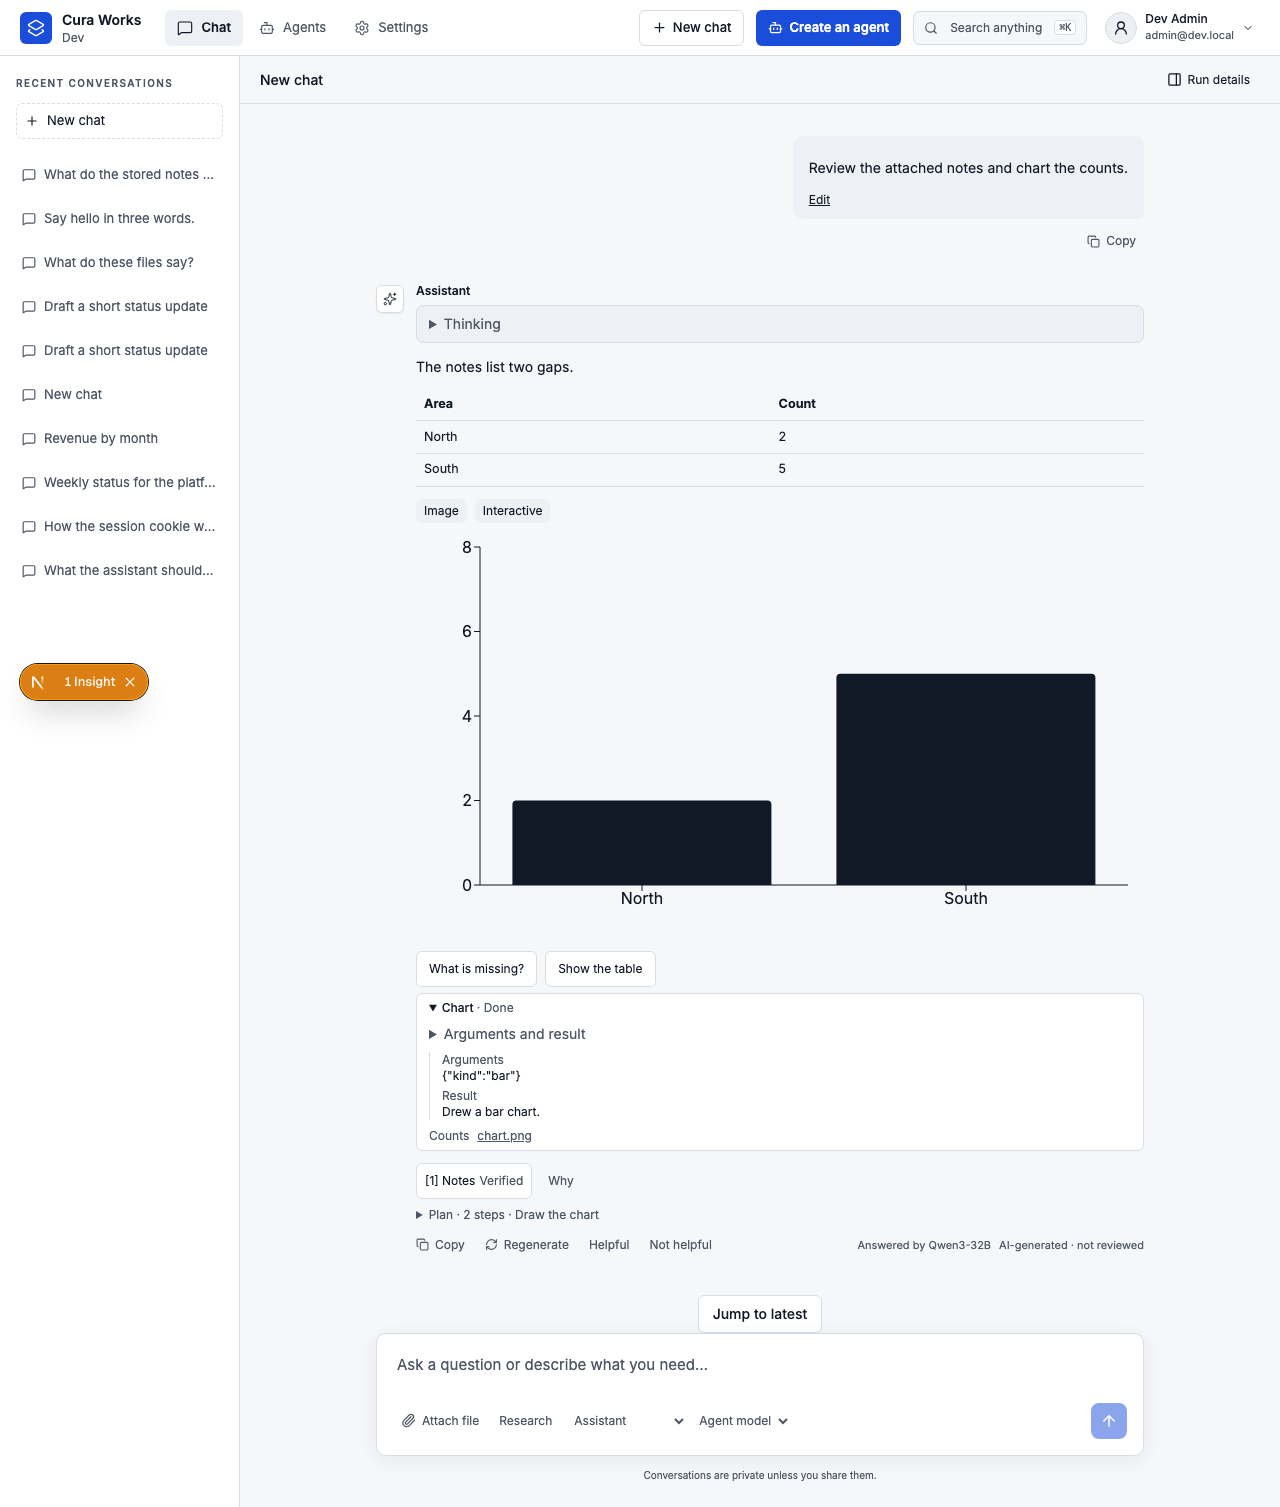 Cura Works
Dev
Chat
Agents
Settings
New chat
Create an agent
Search anything
⌘K
Dev Admin
admin@dev.local
RECENT CONVERSATIONS
New chat
What do the stored notes ...
Say hello in three words.
What do these files say?
Draft a short status update
Draft a short status update
New chat
Revenue by month
Weekly status for the platf...
How the session cookie w...
What the assistant should...
1 Insight
New chat
Run details
Review the attached notes and chart the counts.
Edit
Copy
Assistant
Thinking
The notes list two gaps.
Area Count
North 2
South 5
Image Interactive
8
6
4
2
0
North South
What is missing? Show the table
Chart · Done
Arguments and result
Arguments
{"kind":"bar"}
Result
Drew a bar chart.
Counts chart.png
[1] Notes Verified Why
Plan · 2 steps · Draw the chart
Copy Regenerate Helpful Not helpful Answered by Qwen3-32B AI-generated · not reviewed
Jump to latest
Ask a question or describe what you need...
Attach file Research Assistant Agent model
Conversations are private unless you share them.